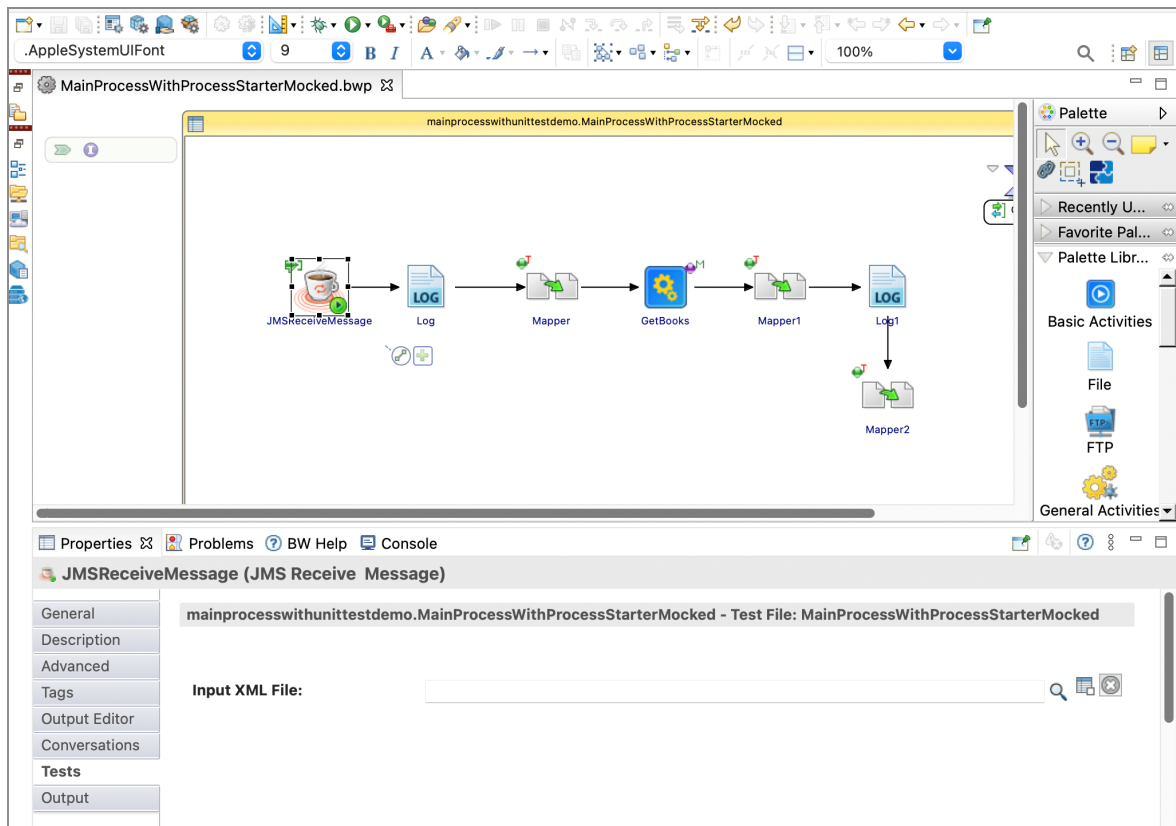 .AppleSystemUIFont
9
B I
A
100%
MainProcessWithProcessStarterMocked.bwp
mainprocesswithunittestdemo.MainProcessWithProcessStarterMocked
JMSReceiveMessage
LOG
Log
T
Mapper
M
GetBooks
T
Mapper1
LOG
Log1
T
Mapper2
Palette
Recently U...
Favorite Pal...
Palette Libr...
Basic Activities
File
FTP
FTP
General Activities
Properties
Problems
BW Help
Console
JMSReceiveMessage (JMS Receive Message)
General
Description
Advanced
Tags
Output Editor
Conversations
Tests
Output
mainprocesswithunittestdemo.MainProcessWithProcessStarterMocked - Test File: MainProcessWithProcessStarterMocked
Input XML File: